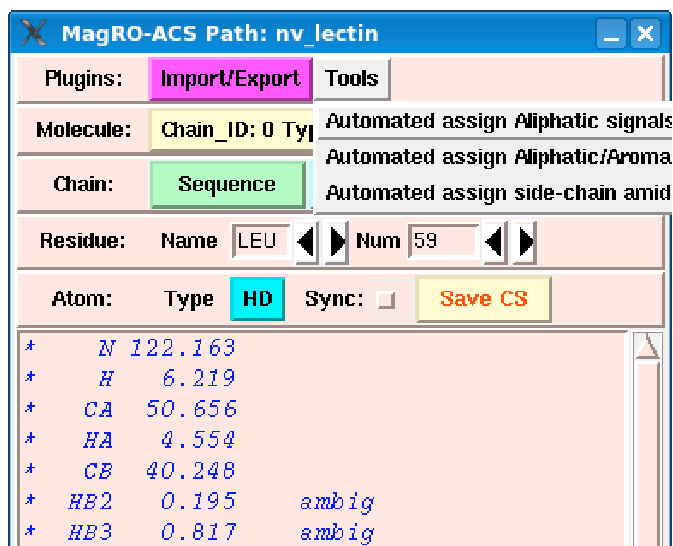 MagRO-ACS Path: nv_lectin
Plugins: Import/Export Tools
Automated assign Aliphatic signals
Molecule: Chain_ID: 0
Automated assign Aliphatic/Aroma
Chain: Sequence
Automated assign side-chain amid
Residue: Name LEU Num 59
Atom: Type HD Sync: Save CS
* N 122.163
* H 6.219
* CA 50.656
* HA 4.554
* CB 40.248
* HB2 0.195 ambig
* HB3 0.817 ambig